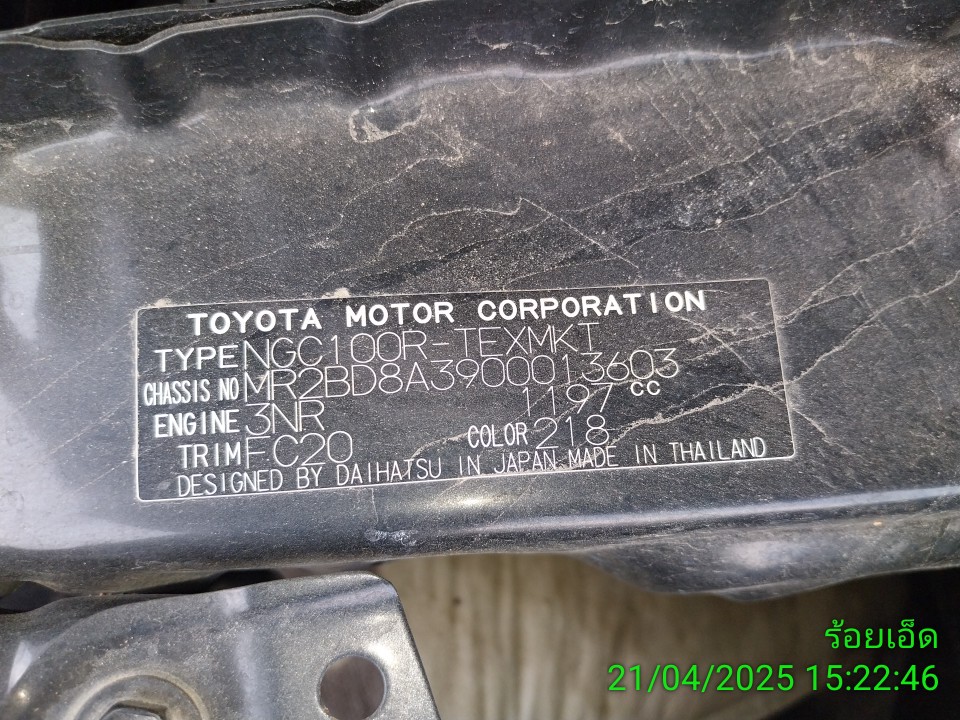 TOYOTA MOTOR CORPORATION
TYPE NGC100R-TEXMKT
CHASSIS NO MR2BD8A3900013603
ENGINE 3NR 1197 CC
TRIM FC20 COLOR 218
DESIGNED BY DAIHATSU IN JAPAN.MADE IN THAILAND
ร้อยเอ็ด
21/04/2025 15:22:46